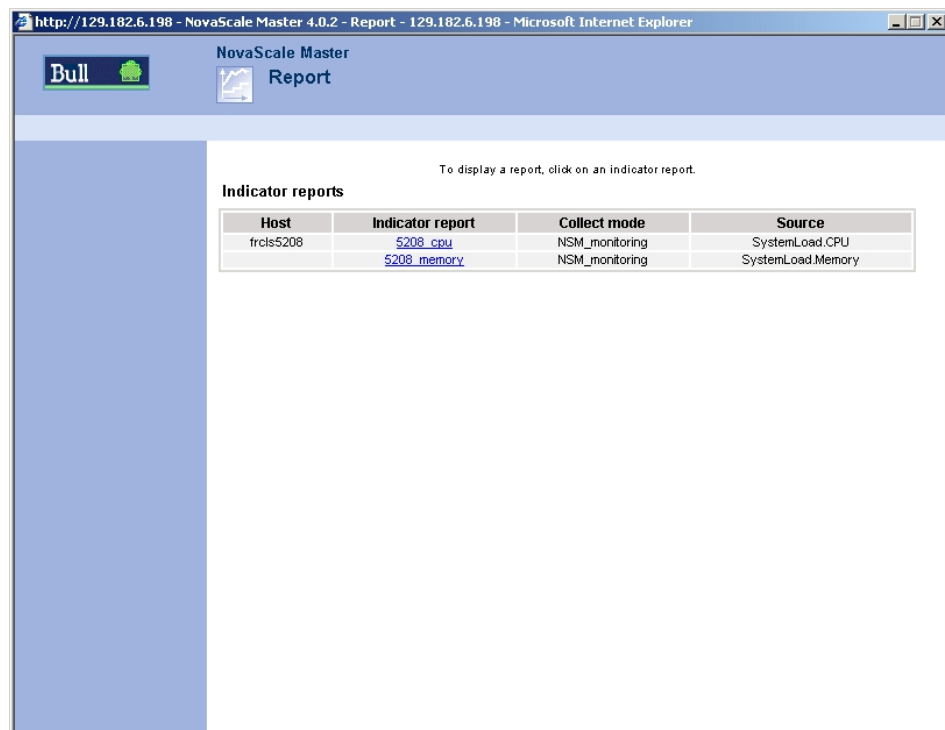 http://129.182.6.198 - NovaScale Master 4.0.2 - Report - 129.182.6.198 - Microsoft Internet Explorer
Bull
NovaScale Master
Report
To display a report, click on an indicator report.
Indicator reports
Host Indicator report Collect mode Source
frcls5208 5208_cpu NSM_monitoring SystemLoad.CPU
5208_memory NSM_monitoring SystemLoad.Memory